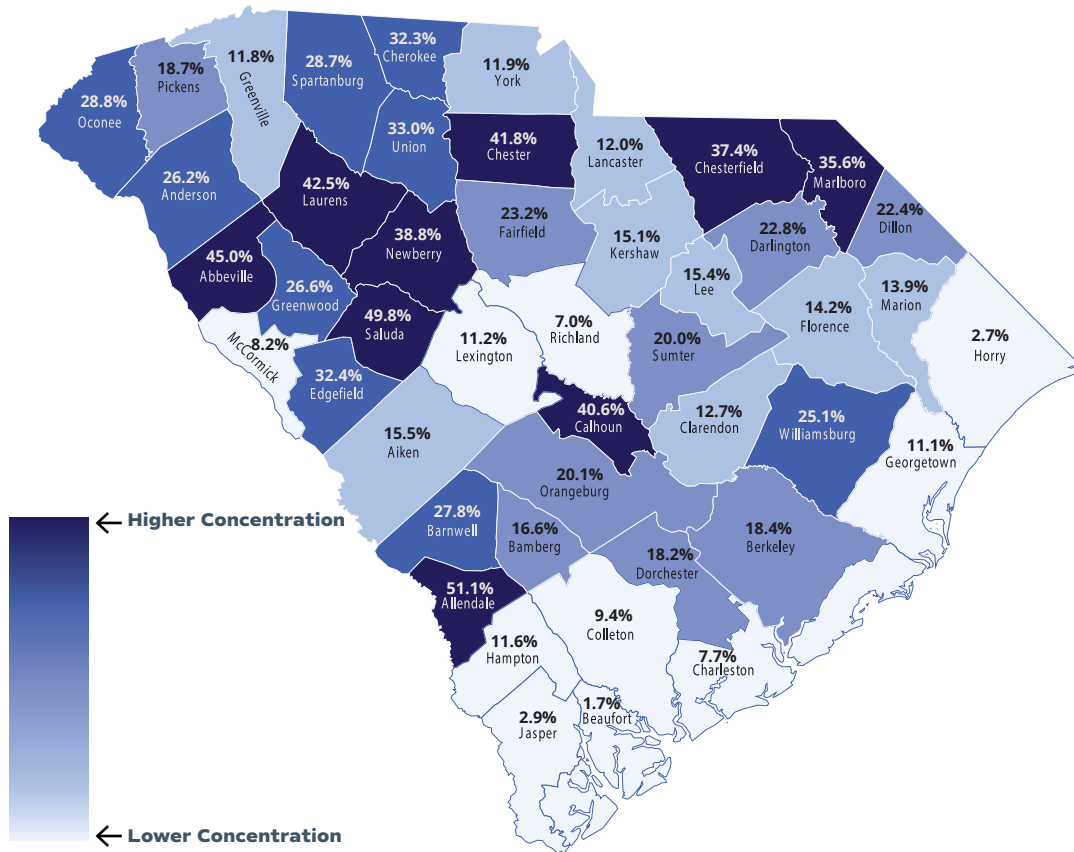 32.3%
Cherokee
11.8%
Greenville
28.7%
Spartanburg
11.9%
York
18.7%
Pickens
28.8%
Oconee
33.0%
Union
41.8%
Chester
12.0%
Lancaster
37.4%
Chesterfield
35.6%
Marlboro
26.2%
Anderson
42.5%
Laurens
22.4%
Dillon
23.2%
Fairfield
22.8%
Darlington
38.8%
Newberry
15.1%
Kershaw
45.0%
Abbeville
15.4%
Lee
13.9%
Marion
26.6%
Greenwood
14.2%
Florence
49.8%
Saluda
7.0%
Richland
11.2%
Lexington
20.0%
Sumter
2.7%
Horry
8.2%
McCormick
32.4%
Edgefield
40.6%
Calhoun
12.7%
Clarendon
25.1%
Williamsburg
15.5%
Aiken
11.1%
Georgetown
20.1%
Orangeburg
27.8%
Barnwell
16.6%
Bamberg
18.4%
Berkeley
18.2%
Dorchester
51.1%
Allendale
9.4%
Colleton
11.6%
Hampton
7.7%
Charleston
1.7%
Beaufort
2.9%
Jasper
Higher Concentration
Lower Concentration